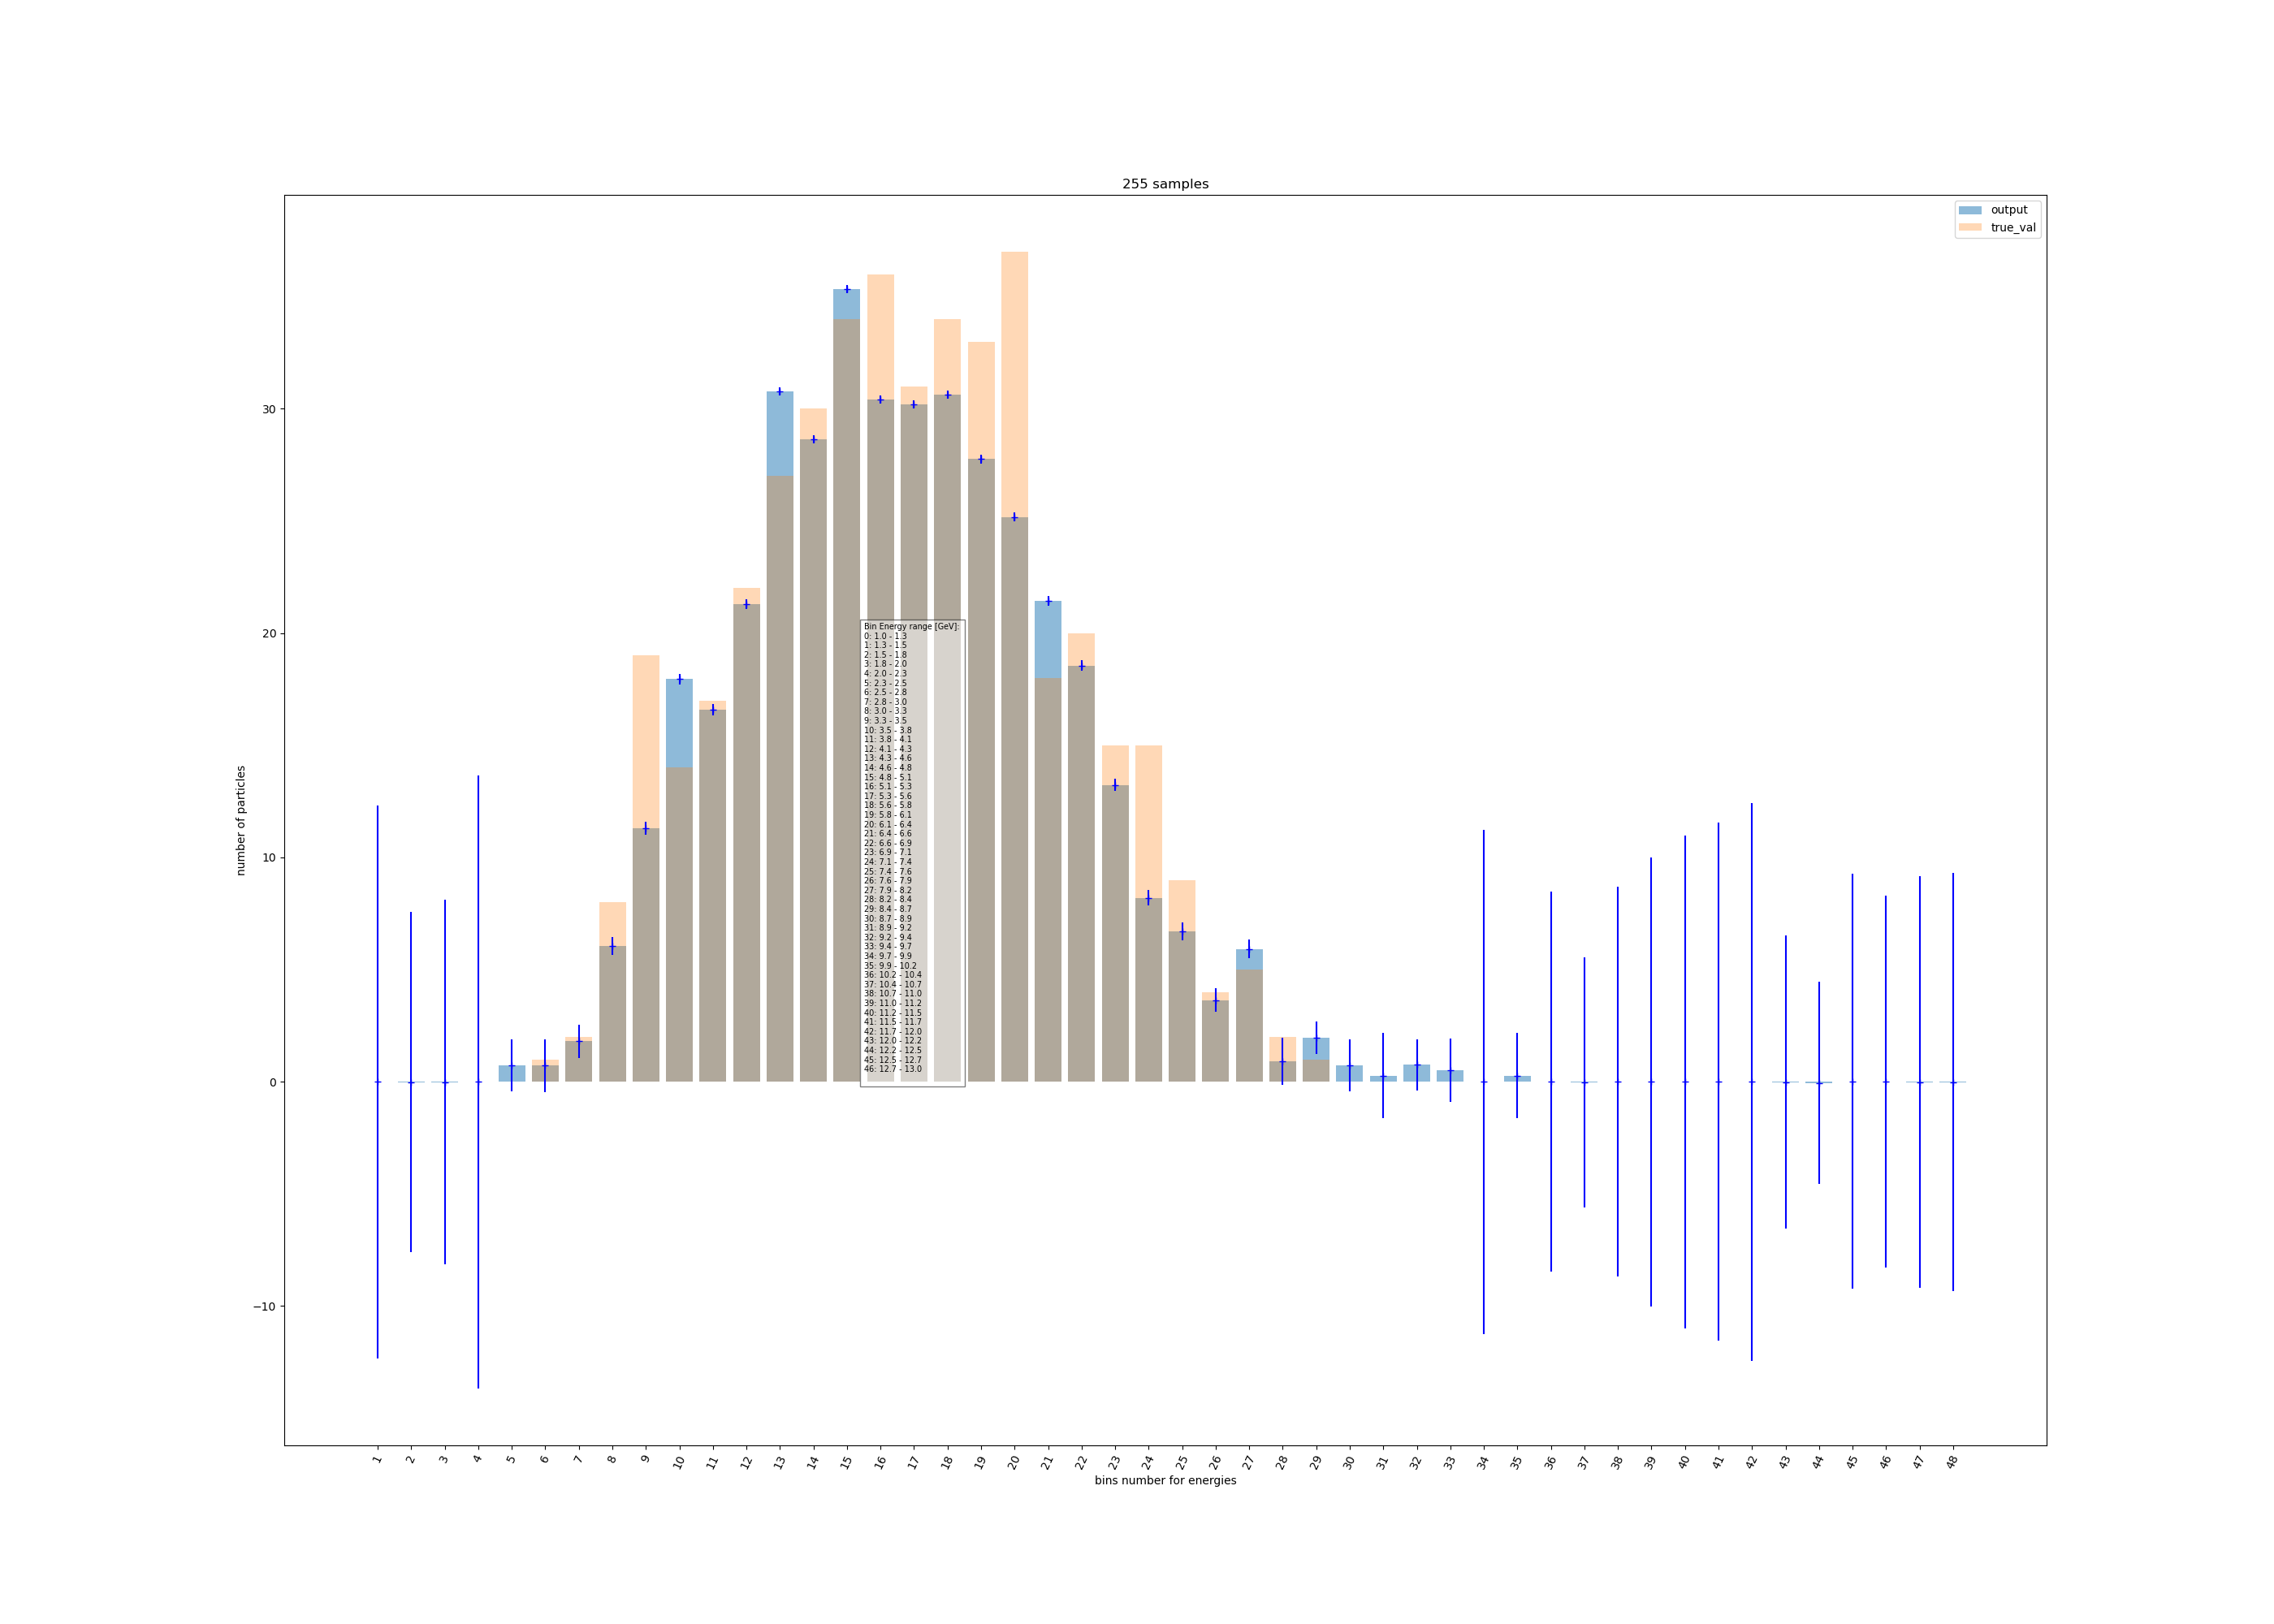 255 samples
output
true_val
number of particles
30
20
10
0
−10
Bin Energy range [GeV]:
0: 1.0 - 1.3
1: 1.3 - 1.5
2: 1.5 - 1.8
3: 1.8 - 2.0
4: 2.0 - 2.3
5: 2.3 - 2.5
6: 2.5 - 2.8
7: 2.8 - 3.0
8: 3.0 - 3.3
9: 3.3 - 3.5
10: 3.5 - 3.8
11: 3.8 - 4.1
12: 4.1 - 4.3
13: 4.3 - 4.6
14: 4.6 - 4.8
15: 4.8 - 5.1
16: 5.1 - 5.3
17: 5.3 - 5.6
18: 5.6 - 5.8
19: 5.8 - 6.1
20: 6.1 - 6.4
21: 6.4 - 6.6
22: 6.6 - 6.9
23: 6.9 - 7.1
24: 7.1 - 7.4
25: 7.4 - 7.6
26: 7.6 - 7.9
27: 7.9 - 8.2
28: 8.2 - 8.4
29: 8.4 - 8.7
30: 8.7 - 8.9
31: 8.9 - 9.2
32: 9.2 - 9.4
33: 9.4 - 9.7
34: 9.7 - 9.9
35: 9.9 - 10.2
36: 10.2 - 10.4
37: 10.4 - 10.7
38: 10.7 - 11.0
39: 11.0 - 11.2
40: 11.2 - 11.5
41: 11.5 - 11.7
42: 11.7 - 12.0
43: 12.0 - 12.2
44: 12.2 - 12.5
45: 12.5 - 12.7
46: 12.7 - 13.0
1 2 3 4 5 6 7 8 9 10 11 12 13 14 15 16 17 18 19 20 21 22 23 24 25 26 27 28 29 30 31 32 33 34 35 36 37 38 39 40 41 42 43 44 45 46 47 48
bins number for energies